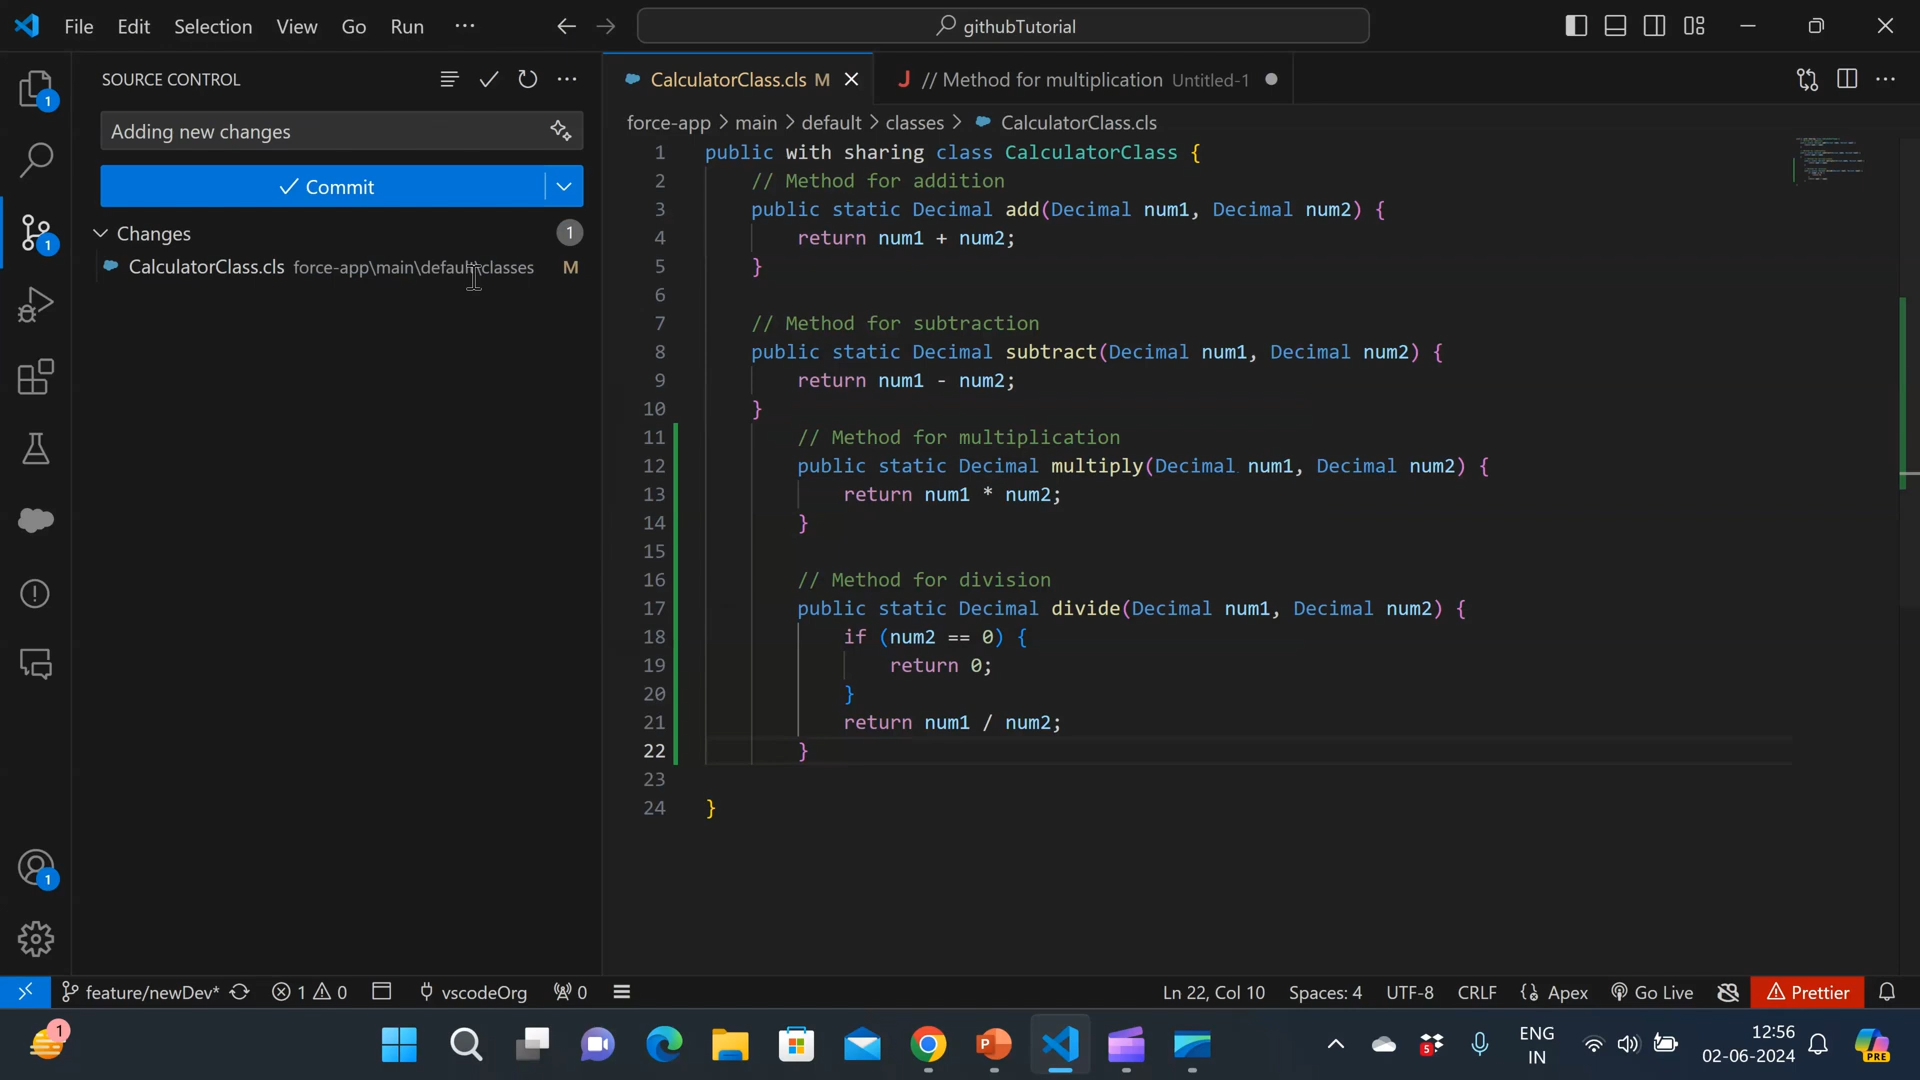 File Edit Selection View Go Run ··· githubTutorial
SOURCE CONTROL
Adding new changes
Commit
Changes 1
CalculatorClass.cls force-app\main\default\classes M
CalculatorClass.cls M
// Method for multiplication Untitled-1
force-app > main > default > classes > CalculatorClass.cls
1 public with sharing class CalculatorClass {
2 // Method for addition
3 public static Decimal add(Decimal num1, Decimal num2) {
4 return num1 + num2;
5 }
6
7 // Method for subtraction
8 public static Decimal subtract(Decimal num1, Decimal num2) {
9 return num1 - num2;
10 }
11 // Method for multiplication
12 public static Decimal multiply(Decimal num1, Decimal num2) {
13 return num1 * num2;
14 }
15
16 // Method for division
17 public static Decimal divide(Decimal num1, Decimal num2) {
18 if (num2 == 0) {
19 return 0;
20 }
21 return num1 / num2;
22 }
23
24 }
1
1
1
feature/newDev* 1 0 vscodeOrg 0 Ln 22, Col 10 Spaces: 4 UTF-8 CRLF Apex Go Live Prettier
1 P 5 ENG IN 12:56 02-06-2024 PRE